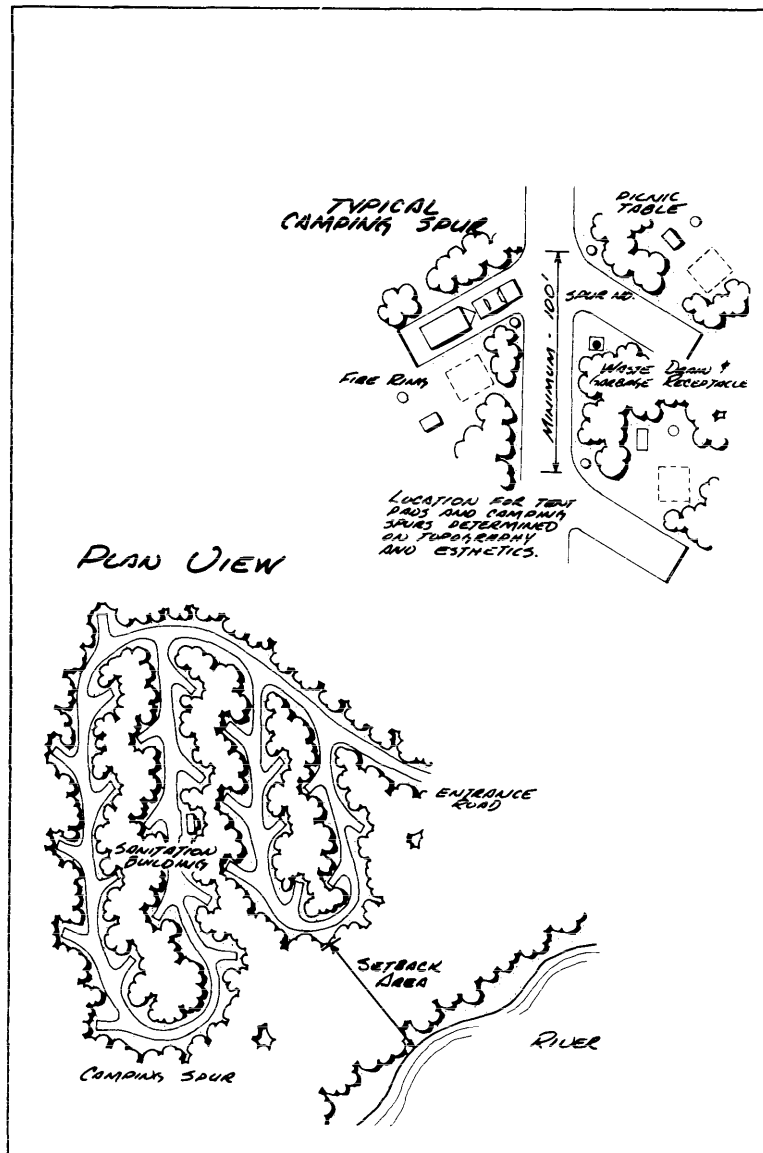 TYPICAL
CAMPING SPUR
PICNIC
TABLE
SPUR NO.
MINIMUM - 100'
FIRE RING
WASTE DRAIN &
GARBAGE RECEPTACLE
LOCATION FOR TENT
PADS AND CAMPING
SPURS DETERMINED
ON TOPOGRAPHY
AND ESTHETICS.
PLAN VIEW
ENTRANCE
ROAD
SANITATION
BUILDING
SETBACK
AREA
RIVER
CAMPING SPUR